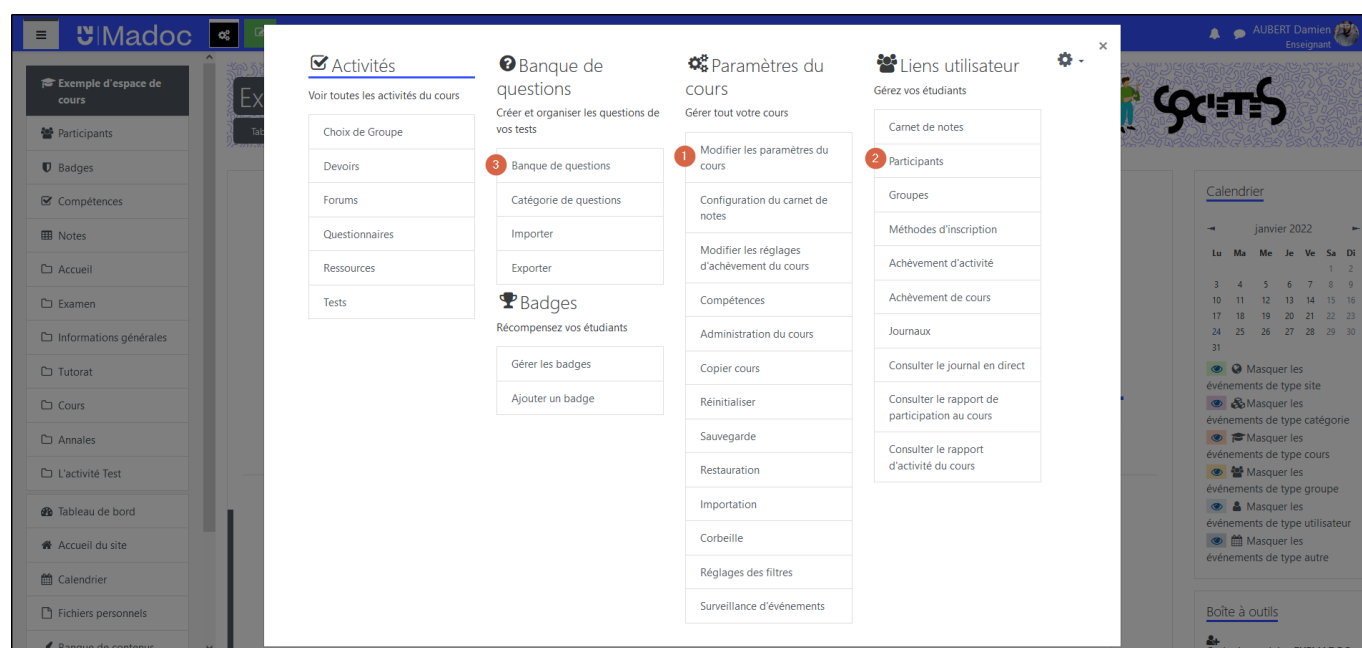 Madoc
AUBERT Damien
Enseignant
Exemple d'espace de
cours
Participants
Badges
Compétences
Notes
Accueil
Examen
Informations générales
Tutorat
Cours
Annales
L'activité Test
Tableau de bord
Accueil du site
Calendrier
Fichiers personnels
Banque de contenus
Ex
Tab
Activités
Voir toutes les activités du cours
Choix de Groupe
Devoirs
Forums
Questionnaires
Ressources
Tests
Banque de
questions
Créer et organiser les questions de
vos tests
3 Banque de questions
Catégorie de questions
Importer
Exporter
Badges
Récompensez vos étudiants
Gérer les badges
Ajouter un badge
Paramètres du
cours
Gérer tout votre cours
1 Modifier les paramètres du
cours
Configuration du carnet de
notes
Modifier les réglages
d'achèvement du cours
Compétences
Administration du cours
Copier cours
Réinitialiser
Sauvegarde
Restauration
Importation
Corbeille
Réglages des filtres
Surveillance d'événements
Liens utilisateur
Gérez vos étudiants
Carnet de notes
2 Participants
Groupes
Méthodes d'inscription
Achèvement d'activité
Achèvement de cours
Journaux
Consulter le journal en direct
Consulter le rapport de
participation au cours
Consulter le rapport
d'activité du cours
×
SOCIETES
Calendrier
janvier 2022
Lu Ma Me Je Ve Sa Di
1 2
3 4 5 6 7 8 9
10 11 12 13 14 15 16
17 18 19 20 21 22 23
24 25 26 27 28 29 30
31
Masquer les
événements de type site
Masquer les
événements de type catégorie
Masquer les
événements de type cours
Masquer les
événements de type groupe
Masquer les
événements de type utilisateur
Masquer les
événements de type autre
Boîte à outils